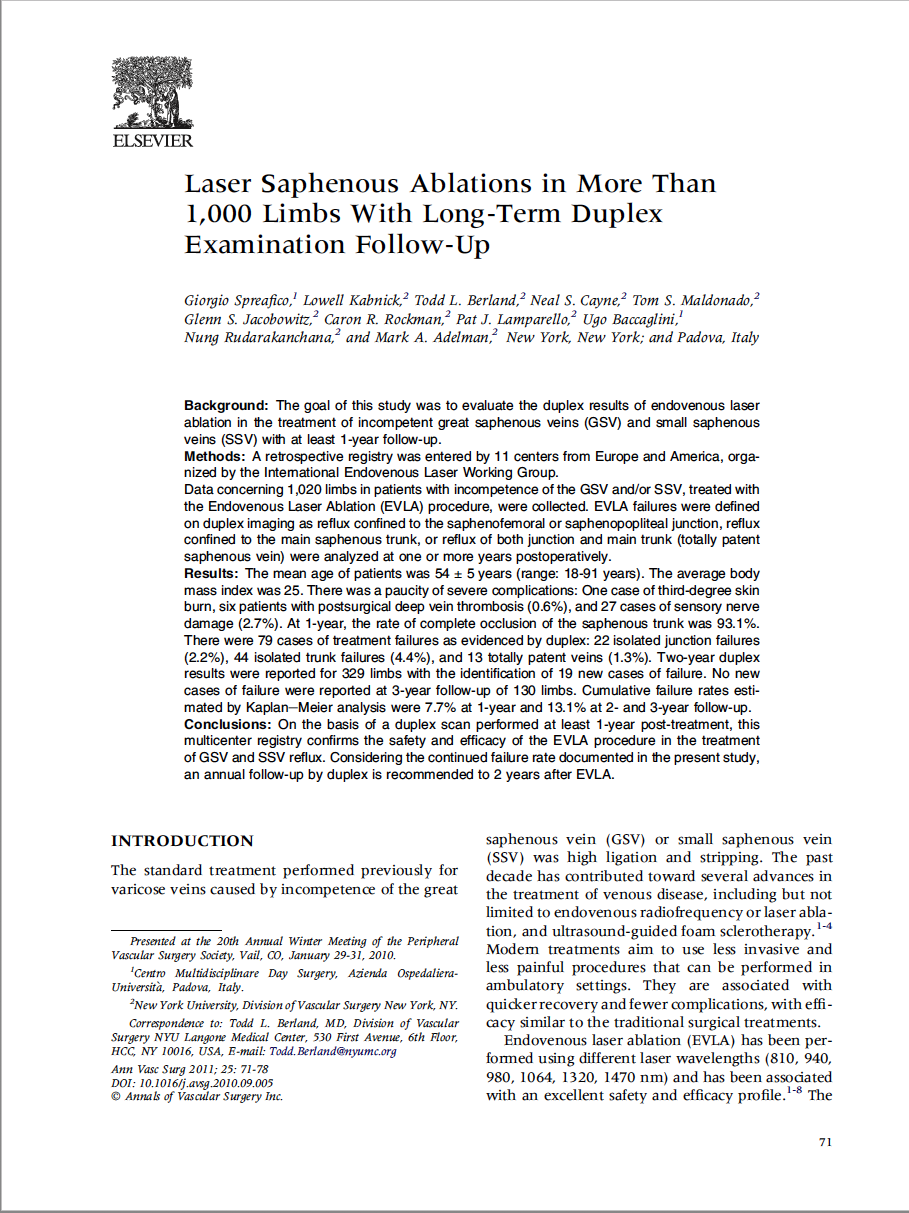 ELSEVIER
Laser Saphenous Ablations in More Than
1,000 Limbs With Long-Term Duplex
Examination Follow-Up
Giorgio Spreafico,1 Lowell Kabnick,2 Todd L. Berland,2 Neal S. Cayne,2 Tom S. Maldonado,2
Glenn S. Jacobowitz,2 Caron R. Rockman,2 Pat J. Lamparello,2 Ugo Baccaglini,1
Nung Rudarakanchana,2 and Mark A. Adelman,2 New York, New York; and Padova, Italy
Background: The goal of this study was to evaluate the duplex results of endovenous laser
ablation in the treatment of incompetent great saphenous veins (GSV) and small saphenous
veins (SSV) with at least 1-year follow-up.
Methods: A retrospective registry was entered by 11 centers from Europe and America, orga-
nized by the International Endovenous Laser Working Group.
Data concerning 1,020 limbs in patients with incompetence of the GSV and/or SSV, treated with
the Endovenous Laser Ablation (EVLA) procedure, were collected. EVLA failures were defined
on duplex imaging as reflux confined to the saphenofemoral or saphenopopliteal junction, reflux
confined to the main saphenous trunk, or reflux of both junction and main trunk (totally patent
saphenous vein) were analyzed at one or more years postoperatively.
Results: The mean age of patients was 54 ± 5 years (range: 18-91 years). The average body
mass index was 25. There was a paucity of severe complications: One case of third-degree skin
burn, six patients with postsurgical deep vein thrombosis (0.6%), and 27 cases of sensory nerve
damage (2.7%). At 1-year, the rate of complete occlusion of the saphenous trunk was 93.1%.
There were 79 cases of treatment failures as evidenced by duplex: 22 isolated junction failures
(2.2%), 44 isolated trunk failures (4.4%), and 13 totally patent veins (1.3%). Two-year duplex
results were reported for 329 limbs with the identification of 19 new cases of failure. No new
cases of failure were reported at 3-year follow-up of 130 limbs. Cumulative failure rates esti-
mated by Kaplan–Meier analysis were 7.7% at 1-year and 13.1% at 2- and 3-year follow-up.
Conclusions: On the basis of a duplex scan performed at least 1-year post-treatment, this
multicenter registry confirms the safety and efficacy of the EVLA procedure in the treatment
of GSV and SSV reflux. Considering the continued failure rate documented in the present study,
an annual follow-up by duplex is recommended to 2 years after EVLA.
INTRODUCTION
The standard treatment performed previously for
varicose veins caused by incompetence of the great
Presented at the 20th Annual Winter Meeting of the Peripheral
Vascular Surgery Society, Vail, CO, January 29-31, 2010.
1Centro Multidisciplinare Day Surgery, Azienda Ospedaliera-
Università, Padova, Italy.
2New York University, Division of Vascular Surgery New York, NY.
Correspondence to: Todd L. Berland, MD, Division of Vascular
Surgery NYU Langone Medical Center, 530 First Avenue, 6th Floor,
HCC, NY 10016, USA, E-mail: Todd.Berland@nyumc.org
Ann Vasc Surg 2011; 25: 71-78
DOI: 10.1016/j.avsg.2010.09.005
© Annals of Vascular Surgery Inc.
saphenous vein (GSV) or small saphenous vein
(SSV) was high ligation and stripping. The past
decade has contributed toward several advances in
the treatment of venous disease, including but not
limited to endovenous radiofrequency or laser abla-
tion, and ultrasound-guided foam sclerotherapy.1-4
Modern treatments aim to use less invasive and
less painful procedures that can be performed in
ambulatory settings. They are associated with
quicker recovery and fewer complications, with effi-
cacy similar to the traditional surgical treatments.
Endovenous laser ablation (EVLA) has been per-
formed using different laser wavelengths (810, 940,
980, 1064, 1320, 1470 nm) and has been associated
with an excellent safety and efficacy profile.1-8 The
71